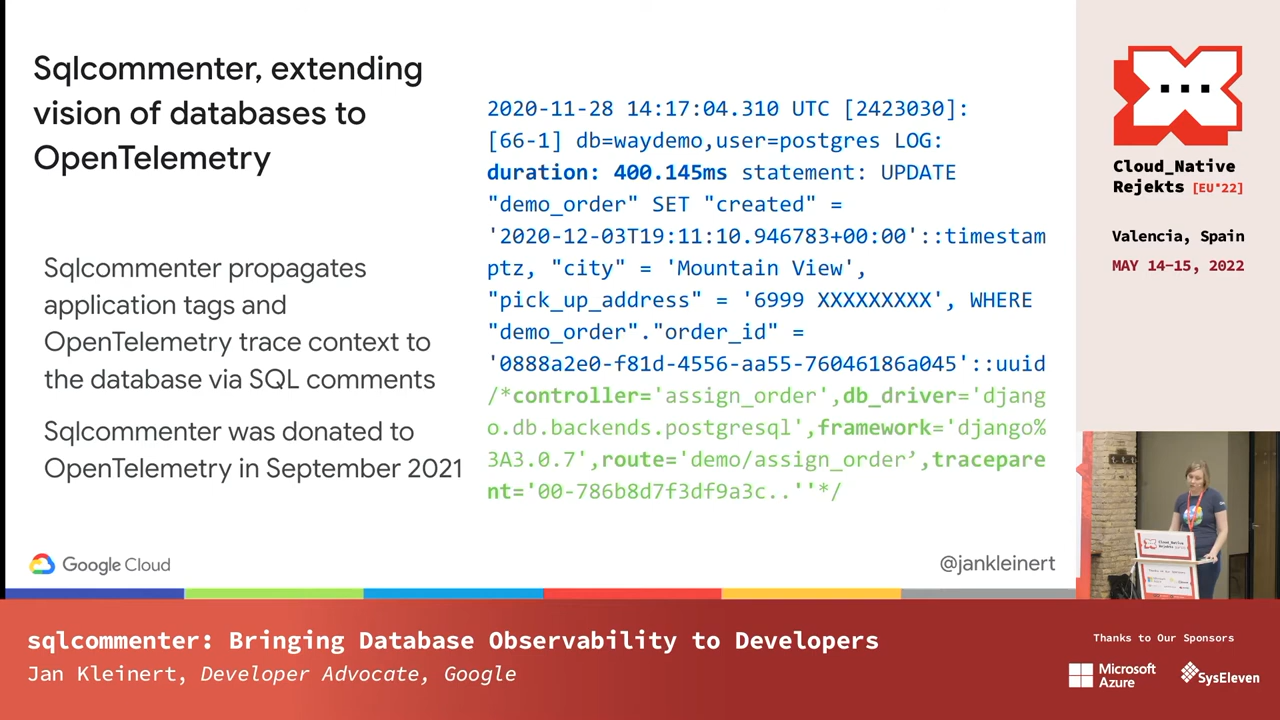 Sqlcommenter, extending
vision of databases to
OpenTelemetry
Sqlcommenter propagates
application tags and
OpenTelemetry trace context to
the database via SQL comments
Sqlcommenter was donated to
OpenTelemetry in September 2021
2020-11-28 14:17:04.310 UTC [2423030]:
[66-1] db=waydemo,user=postgres LOG:
duration: 400.145ms statement: UPDATE
"demo_order" SET "created" =
'2020-12-03T19:11:10.946783+00:00'::timestam
ptz, "city" = 'Mountain View',
"pick_up_address" = '6999 XXXXXXXXX', WHERE
"demo_order"."order_id" =
'0888a2e0-f81d-4556-aa55-76046186a045'::uuid
/*controller='assign_order',db_driver='djang
o.db.backends.postgresql',framework='django%
3A3.0.7',route='demo/assign_order’,tracepare
nt='00-786b8d7f3df9a3c..''*/
Google Cloud
@jankleinert
Cloud_Native
Rejekts [EU*22]
Valencia, Spain
MAY 14-15, 2022
Cloud_Native
Rejekts
sqlcommenter: Bringing Database Observability to Developers
Jan Kleinert, Developer Advocate, Google
Thanks to Our Sponsors
Microsoft
Azure
SysEleven